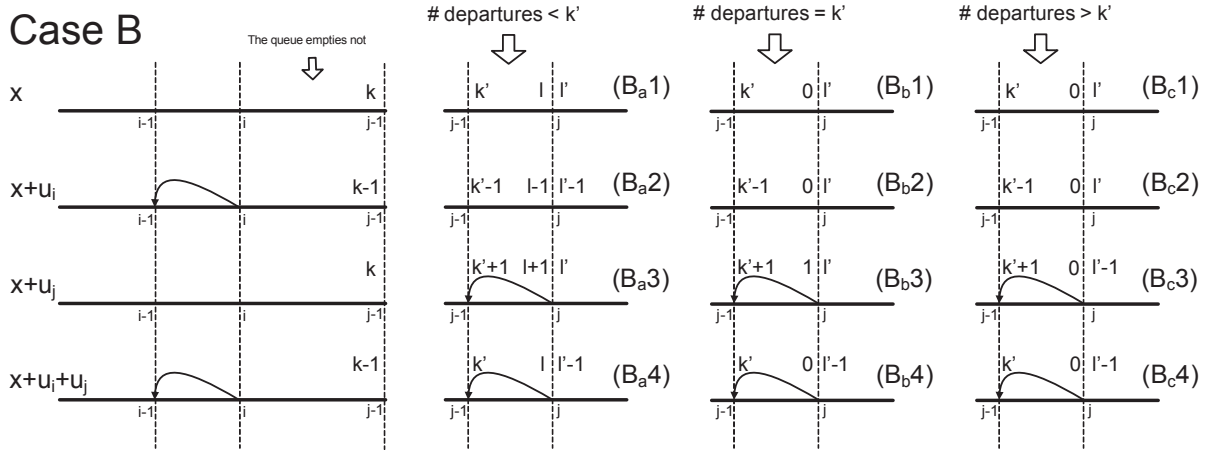 Case B
The queue empties not
# departures < k’
# departures = k’
# departures > k’
x
k
k’ l l’ (Ba1)
k’ 0 l’ (Bb1)
k’ 0 l’ (Bc1)
i-1 i j-1
j-1 j
j-1 j
j-1 j
x+ui
k-1
k’-1 l-1 l’-1 (Ba2)
k’-1 0 l’ (Bb2)
k’-1 0 l’ (Bc2)
i-1 i j-1
j-1 j
j-1 j
j-1 j
x+uj
k
k’+1 l+1 l’ (Ba3)
k’+1 1 l’ (Bb3)
k’+1 0 l’-1 (Bc3)
i-1 i j-1
j-1 j
j-1 j
j-1 j
x+ui+uj
k-1
k’ l l’-1 (Ba4)
k’ 0 l’-1 (Bb4)
k’ 0 l’-1 (Bc4)
i-1 i j-1
j-1 j
j-1 j
j-1 j